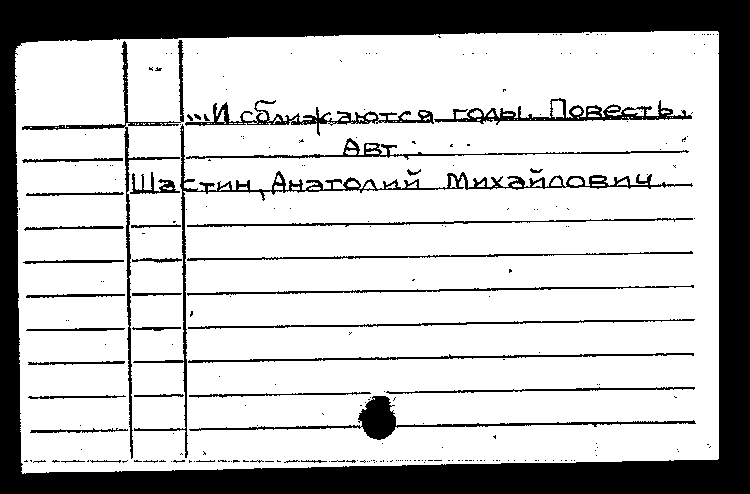 ...И сближаются годы. Повесть.
Авт.:
Шастин, Анатолий Михайлович.